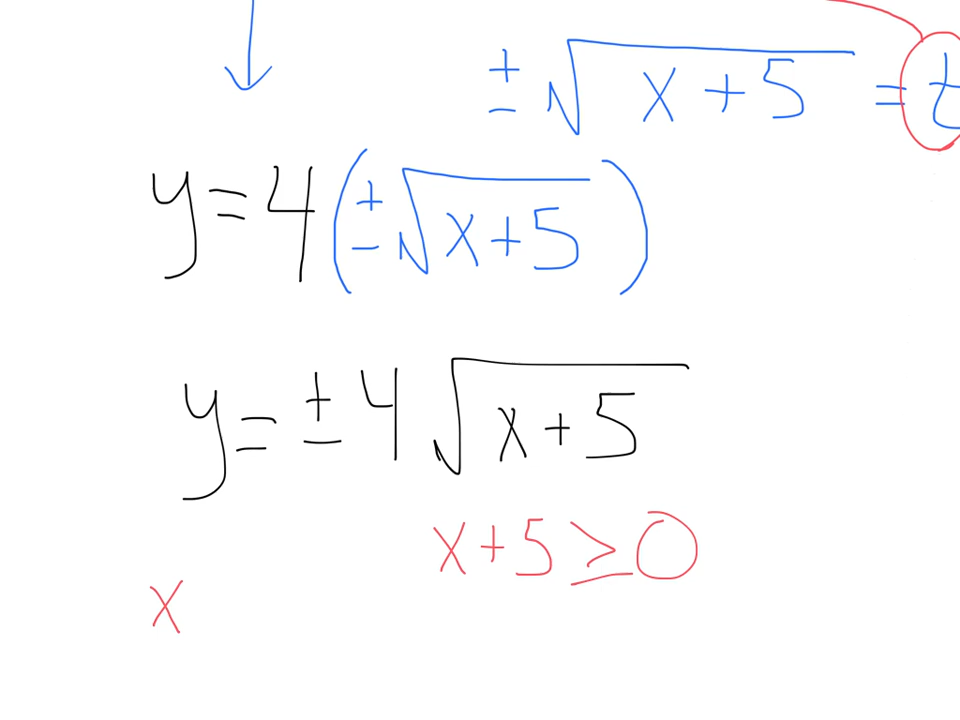 ± √(x + 5) = t
y = 4(± √(x + 5))
y = ± 4 √(x + 5)
x + 5 ≥ 0
x